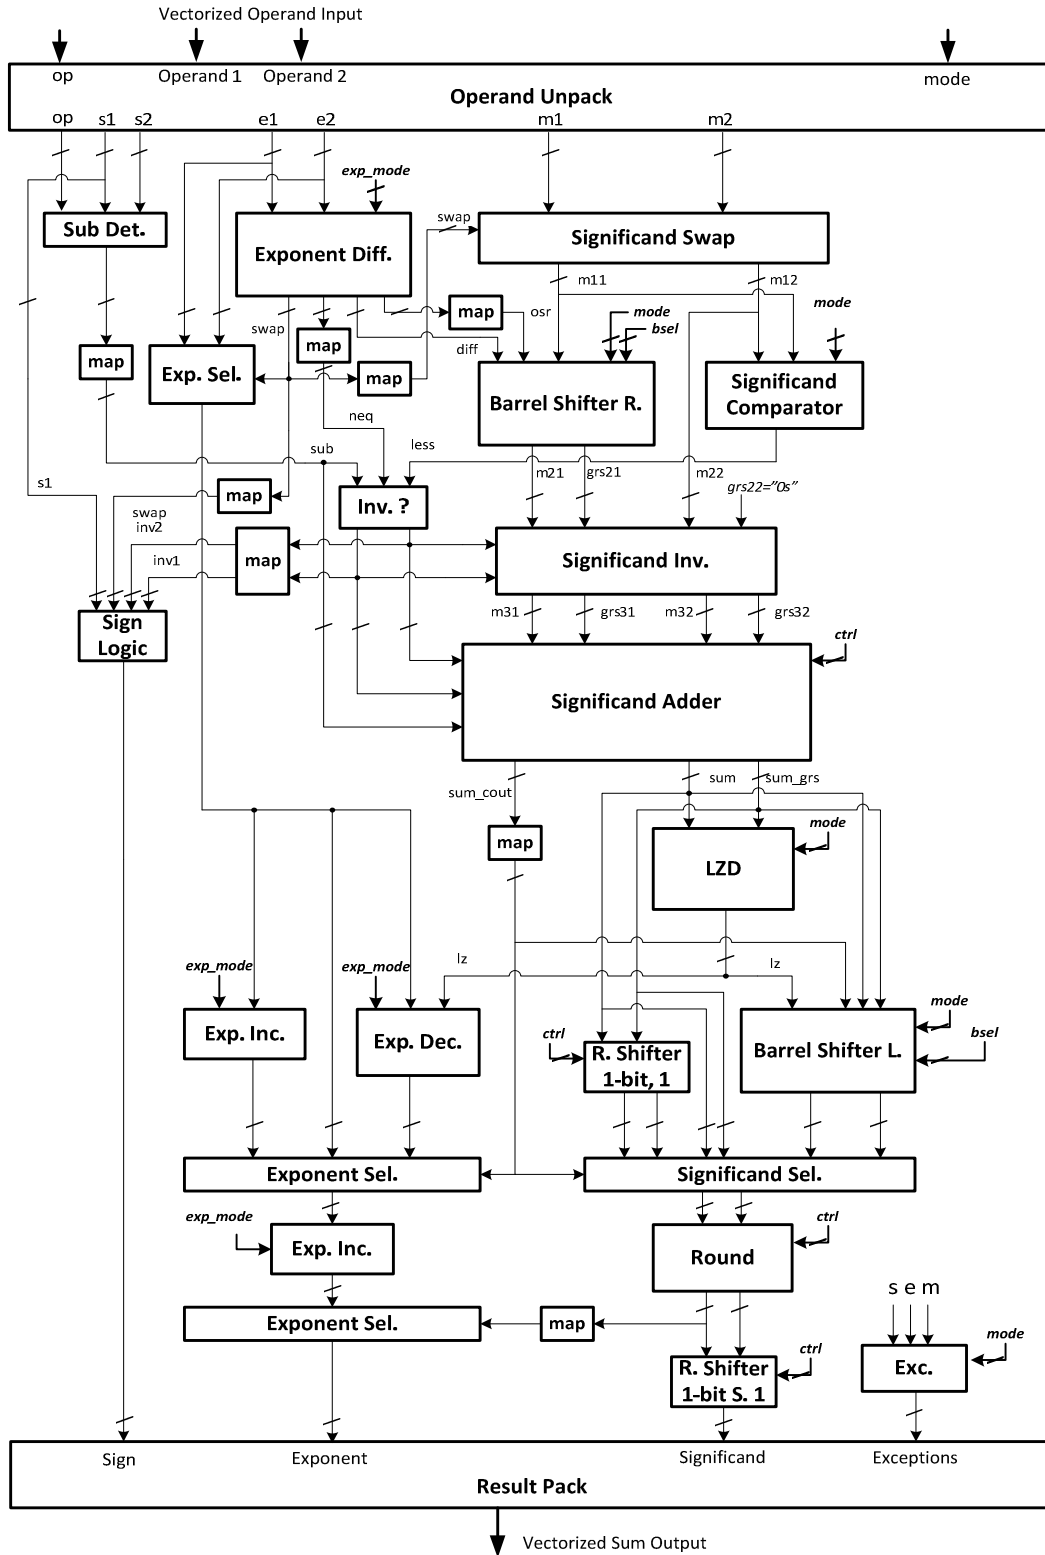 Vectorized Operand Input
op Operand 1 Operand 2 mode
Operand Unpack
op s1 s2 e1 e2 m1 m2
exp_mode
swap
Sub Det.
Exponent Diff.
Significand Swap
m11 m12
map
osr
mode
mode
bsel
swap
map
diff
map
Exp. Sel.
map
Barrel Shifter R.
Significand
Comparator
neq
sub
less
m21 grs21 m22
s1
map
Inv. ?
grs22="0s"
swap
inv2
inv1
map
Significand Inv.
m31 grs31 m32 grs32
Sign
Logic
ctrl
Significand Adder
sum_cout
sum sum_grs
map
mode
LZD
exp_mode
exp_mode
lz
lz
mode
Exp. Inc.
Exp. Dec.
ctrl
R. Shifter
1-bit, 1
Barrel Shifter L.
bsel
Exponent Sel.
Significand Sel.
exp_mode
Exp. Inc.
ctrl
Round
s e m
Exponent Sel.
map
mode
ctrl
R. Shifter
1-bit S. 1
Exc.
Sign Exponent Significand Exceptions
Result Pack
Vectorized Sum Output